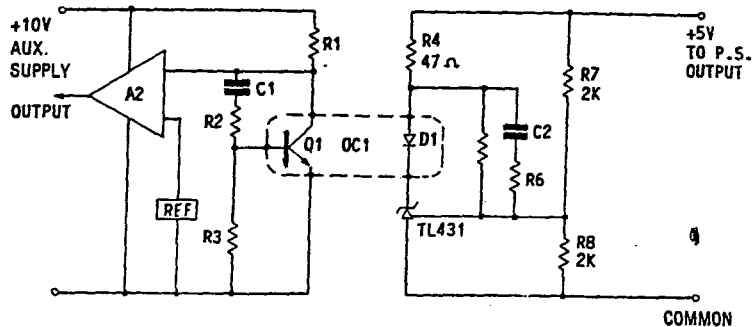 +10V
AUX.
SUPPLY
OUTPUT
A2
REF
R1
C1
R2
R3
Q1
OC1
R4
47Ω
D1
C2
R6
TL431
R7
2K
R8
2K
+5V
TO P.S.
OUTPUT
COMMON